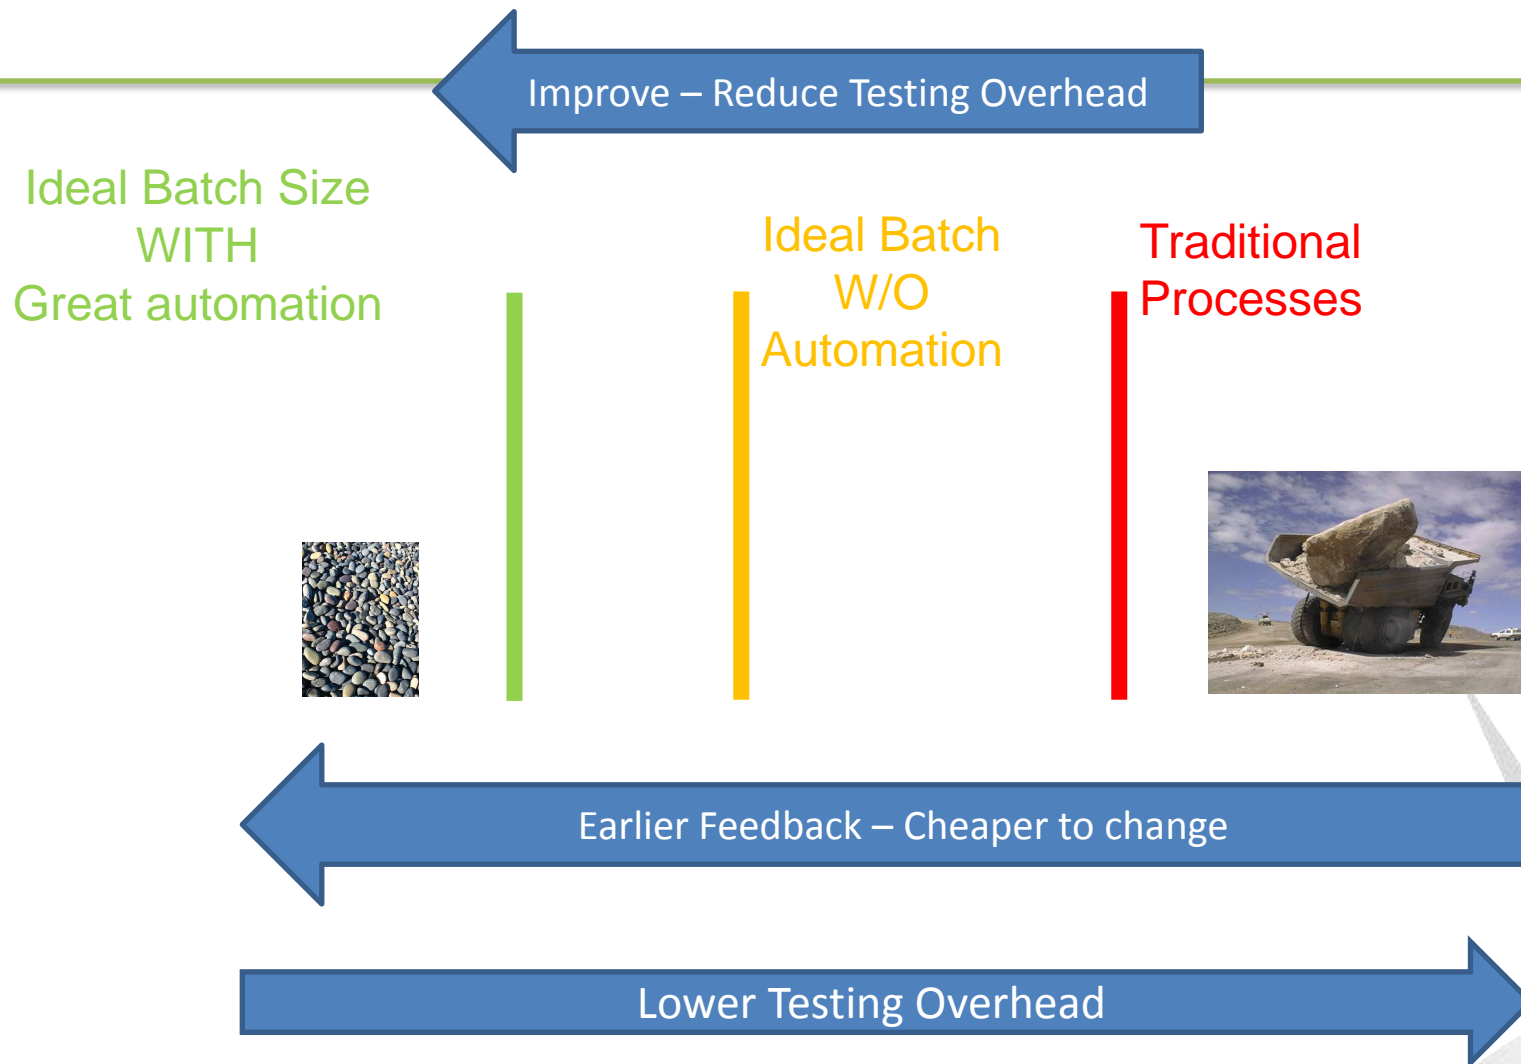 Improve – Reduce Testing Overhead
Ideal Batch Size
WITH
Great automation
Ideal Batch
W/O
Automation
Traditional
Processes
Earlier Feedback – Cheaper to change
Lower Testing Overhead